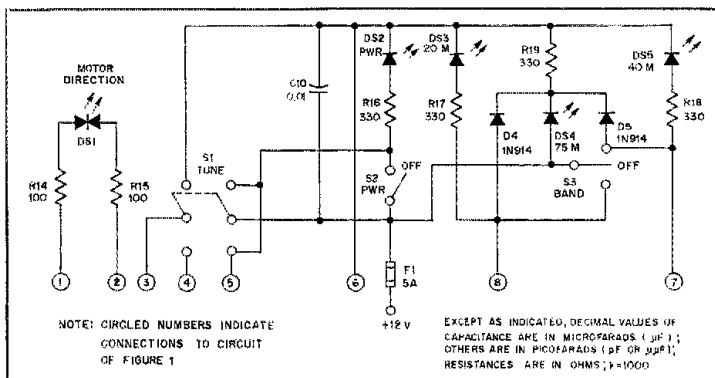 MOTOR
DIRECTION
DS1
R14
100
R15
100
S1
TUNE
C10
0.01
DS2
PWR
R16
330
S2
PWR
OFF
F1
5A
+12 V
DS3
20 M
R17
330
D4
1N914
R19
330
DS4
75 M
D5
1N914
OFF
S3
BAND
DS5
40 M
R18
330
1
2
3
4
5
6
8
7
NOTE: CIRCLED NUMBERS INDICATE
CONNECTIONS TO CIRCUIT
OF FIGURE 1
EXCEPT AS INDICATED, DECIMAL VALUES OF
CAPACITANCE ARE IN MICROFARADS (µF);
OTHERS ARE IN PICOFARADS (pF OR µµF);
RESISTANCES ARE IN OHMS; k=1000